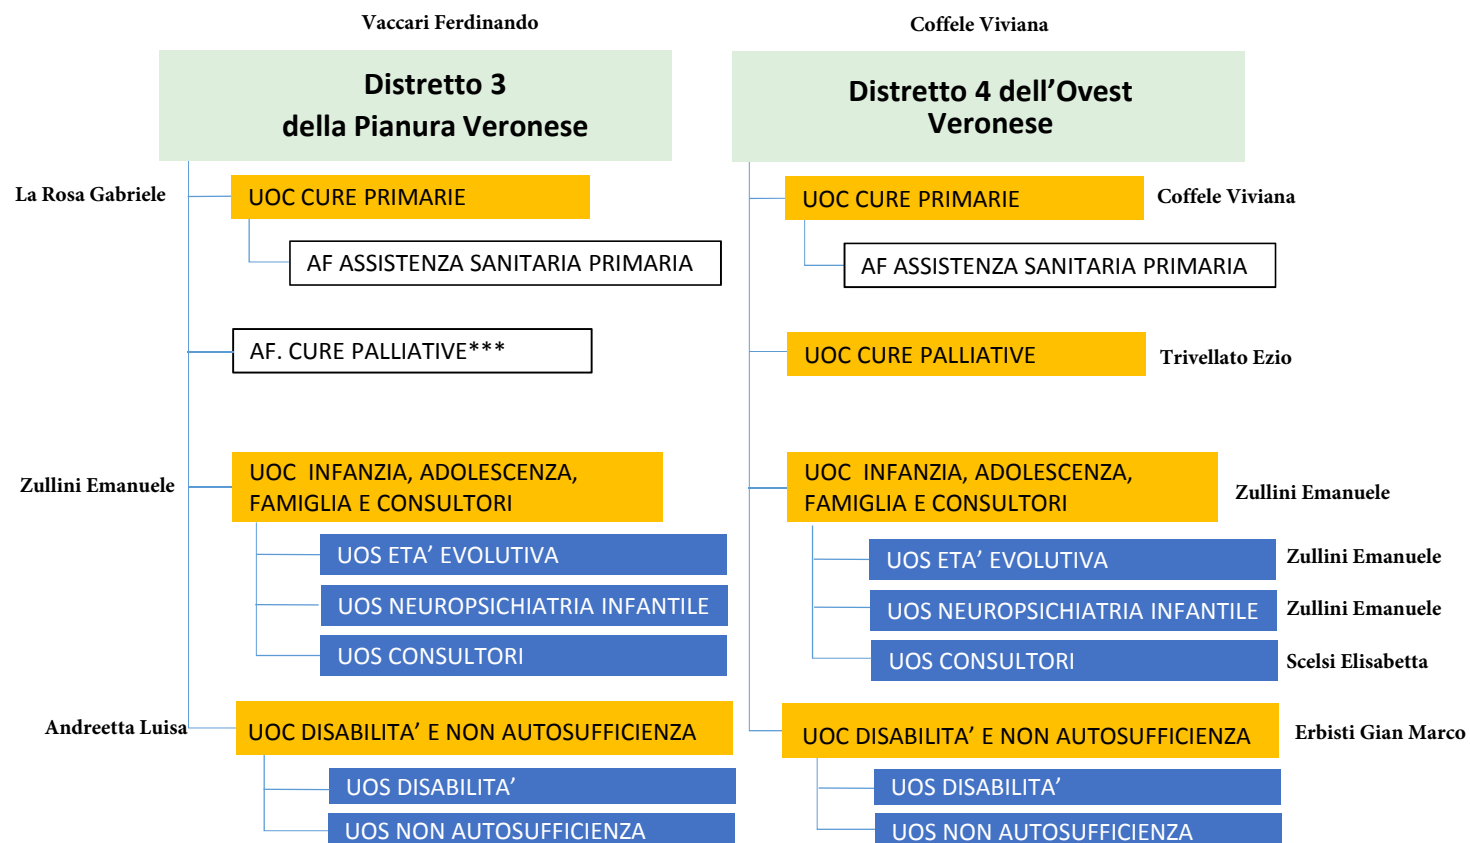 Vaccari Ferdinando
Distretto 3
della Pianura Veronese
La Rosa Gabriele
UOC CURE PRIMARIE
AF ASSISTENZA SANITARIA PRIMARIA
AF. CURE PALLIATIVE***
Zullini Emanuele
UOC  INFANZIA, ADOLESCENZA,
FAMIGLIA E CONSULTORI
UOS ETA’ EVOLUTIVA
UOS NEUROPSICHIATRIA INFANTILE
UOS CONSULTORI
Andreetta Luisa
UOC DISABILITA’ E NON AUTOSUFFICIENZA
UOS DISABILITA’
UOS NON AUTOSUFFICIENZA
Coffele Viviana
Distretto 4 dell’Ovest
Veronese
UOC CURE PRIMARIE
Coffele Viviana
AF ASSISTENZA SANITARIA PRIMARIA
UOC CURE PALLIATIVE
Trivellato Ezio
UOC  INFANZIA, ADOLESCENZA,
FAMIGLIA E CONSULTORI
Zullini Emanuele
UOS ETA’ EVOLUTIVA
Zullini Emanuele
UOS NEUROPSICHIATRIA INFANTILE
Zullini Emanuele
UOS CONSULTORI
Scelsi Elisabetta
UOC DISABILITA’ E NON AUTOSUFFICIENZA
Erbisti Gian Marco
UOS DISABILITA’
UOS NON AUTOSUFFICIENZA